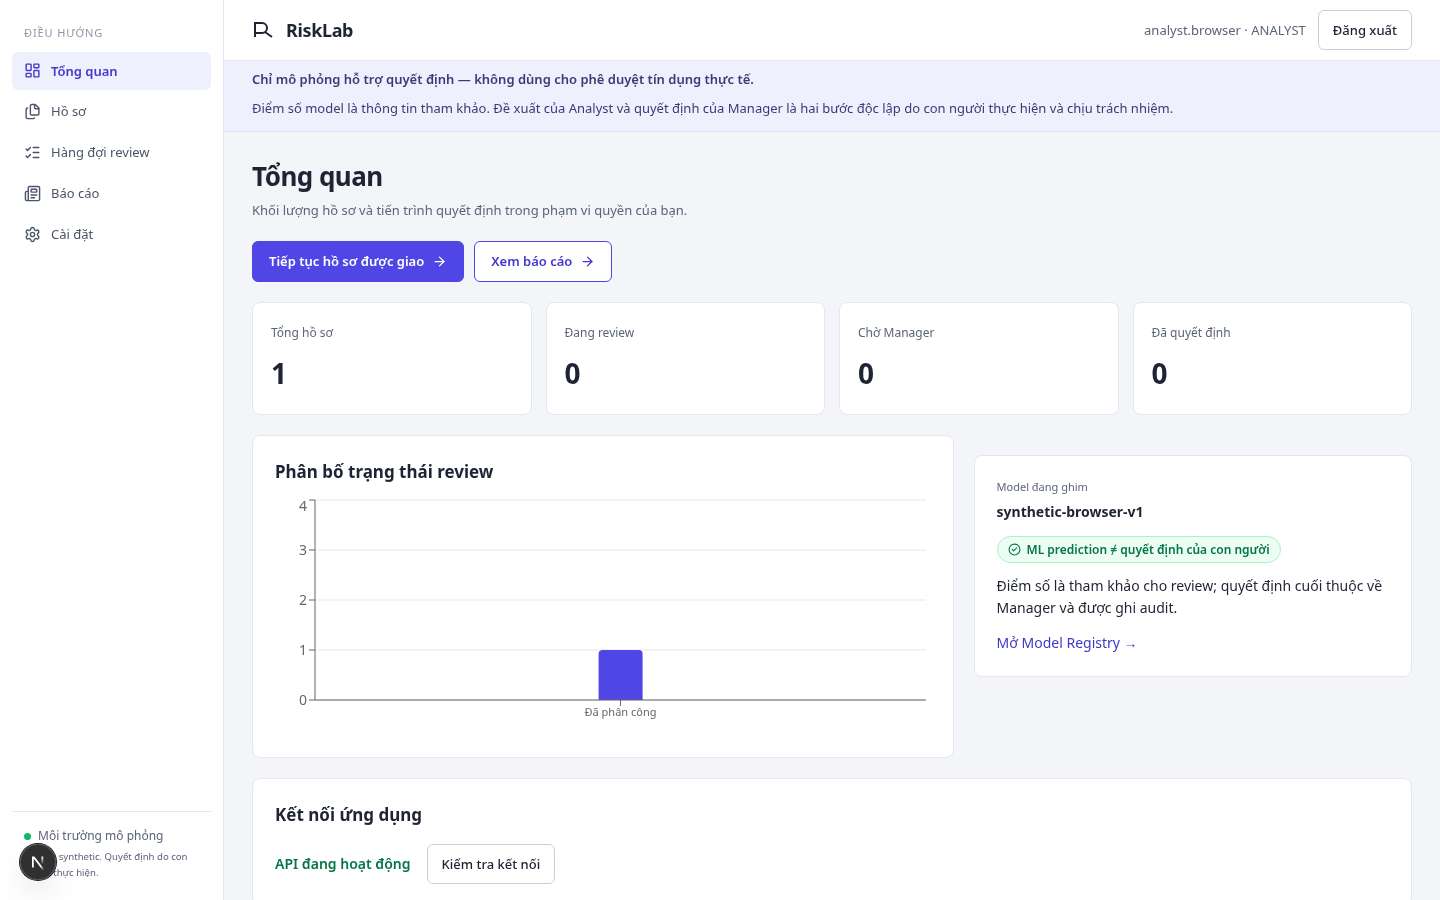 ĐIỀU HƯỚNG
Tổng quan
Hồ sơ
Hàng đợi review
Báo cáo
Cài đặt
Môi trường mô phỏng
synthetic. Quyết định do con
thực hiện.
N
RiskLab
analyst.browser · ANALYST
Đăng xuất
Chỉ mô phỏng hỗ trợ quyết định — không dùng cho phê duyệt tín dụng thực tế.
Điểm số model là thông tin tham khảo. Đề xuất của Analyst và quyết định của Manager là hai bước độc lập do con người thực hiện và chịu trách nhiệm.
Tổng quan
Khối lượng hồ sơ và tiến trình quyết định trong phạm vi quyền của bạn.
Tiếp tục hồ sơ được giao →
Xem báo cáo →
Tổng hồ sơ
1
Đang review
0
Chờ Manager
0
Đã quyết định
0
Phân bố trạng thái review
4
3
2
1
0
Đã phân công
Model đang ghim
synthetic-browser-v1
ML prediction ≠ quyết định của con người
Điểm số là tham khảo cho review; quyết định cuối thuộc về
Manager và được ghi audit.
Mở Model Registry →
Kết nối ứng dụng
API đang hoạt động
Kiểm tra kết nối